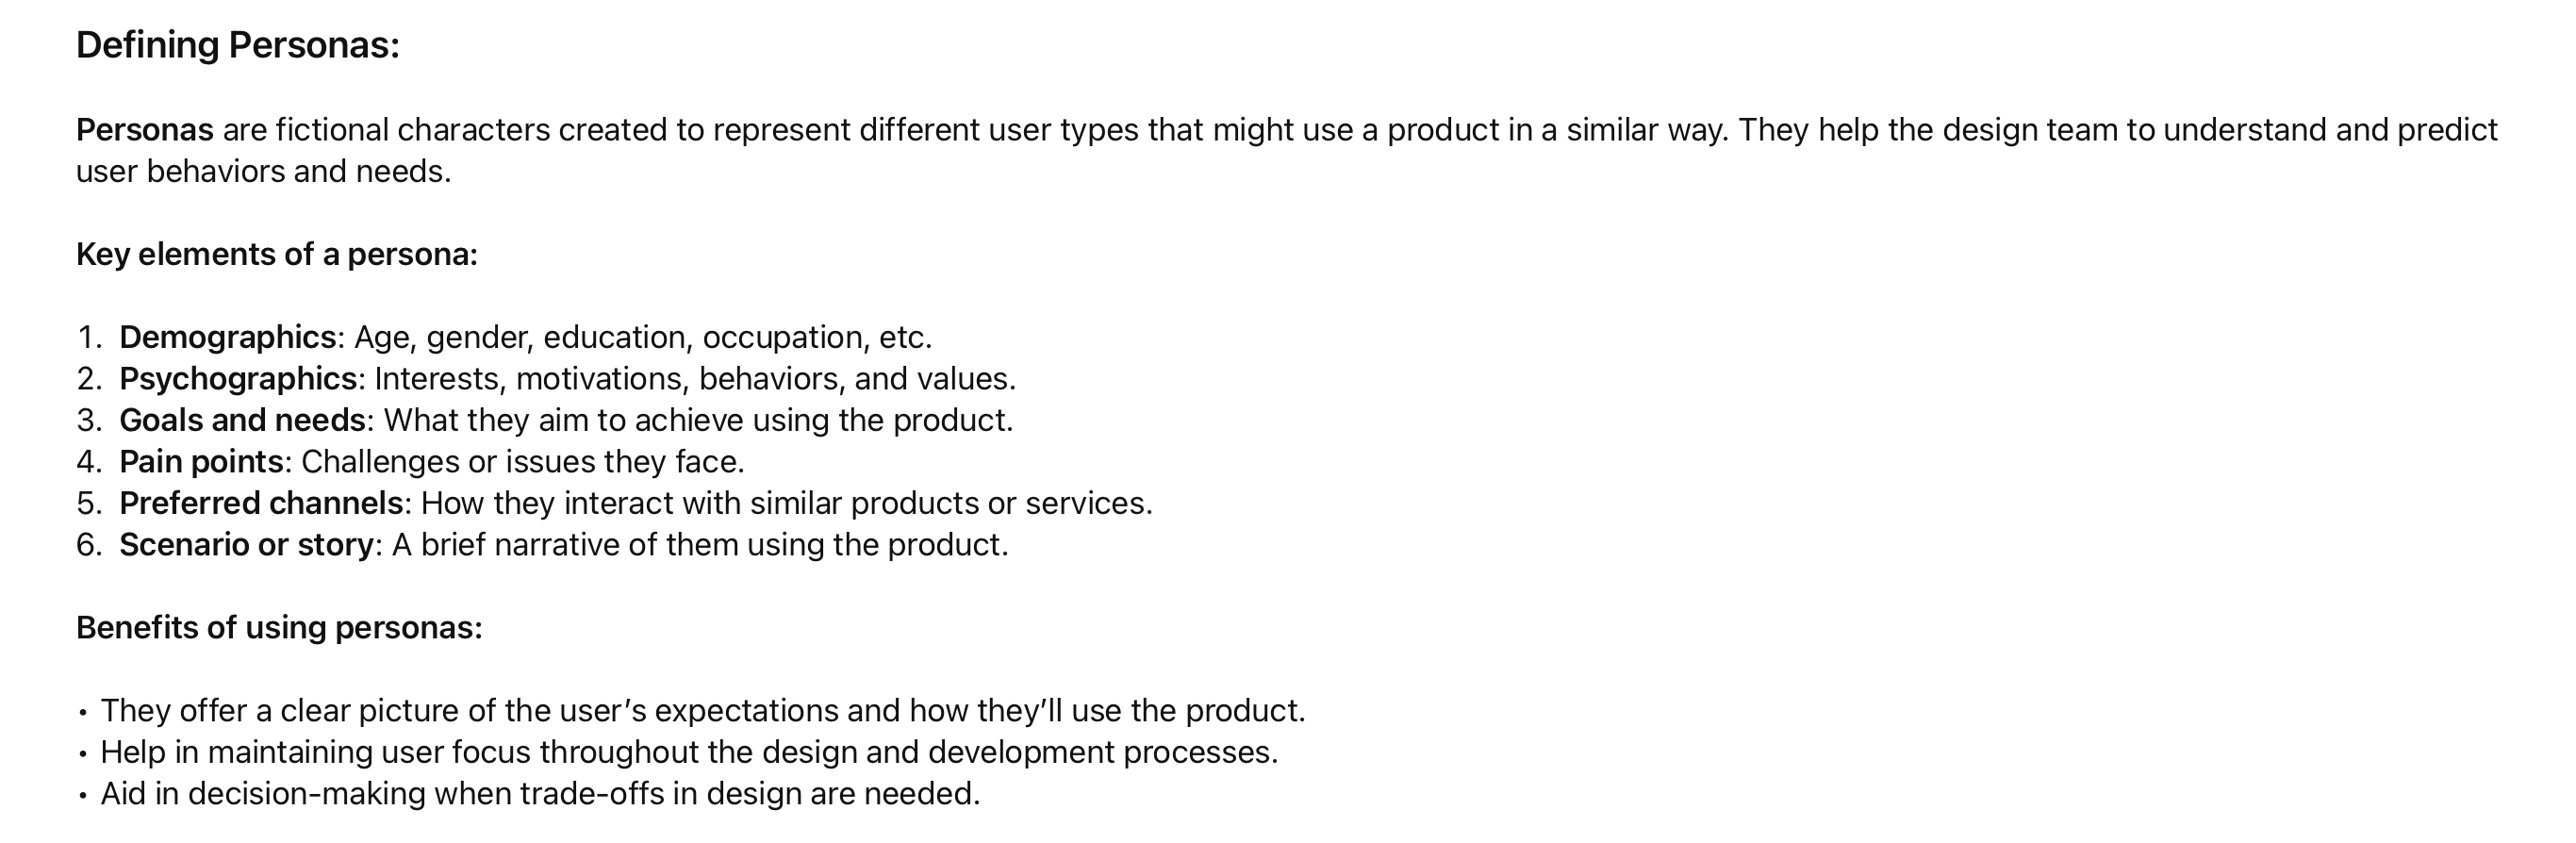 Defining Personas:
Personas are fictional characters created to represent different user types that might use a product in a similar way. They help the design team to understand and predict
user behaviors and needs.
Key elements of a persona:
1. Demographics: Age, gender, education, occupation, etc.
2. Psychographics: Interests, motivations, behaviors, and values.
3. Goals and needs: What they aim to achieve using the product.
4. Pain points: Challenges or issues they face.
5. Preferred channels: How they interact with similar products or services.
6. Scenario or story: A brief narrative of them using the product.
Benefits of using personas:
• They offer a clear picture of the user’s expectations and how they’ll use the product.
• Help in maintaining user focus throughout the design and development processes.
• Aid in decision-making when trade-offs in design are needed.